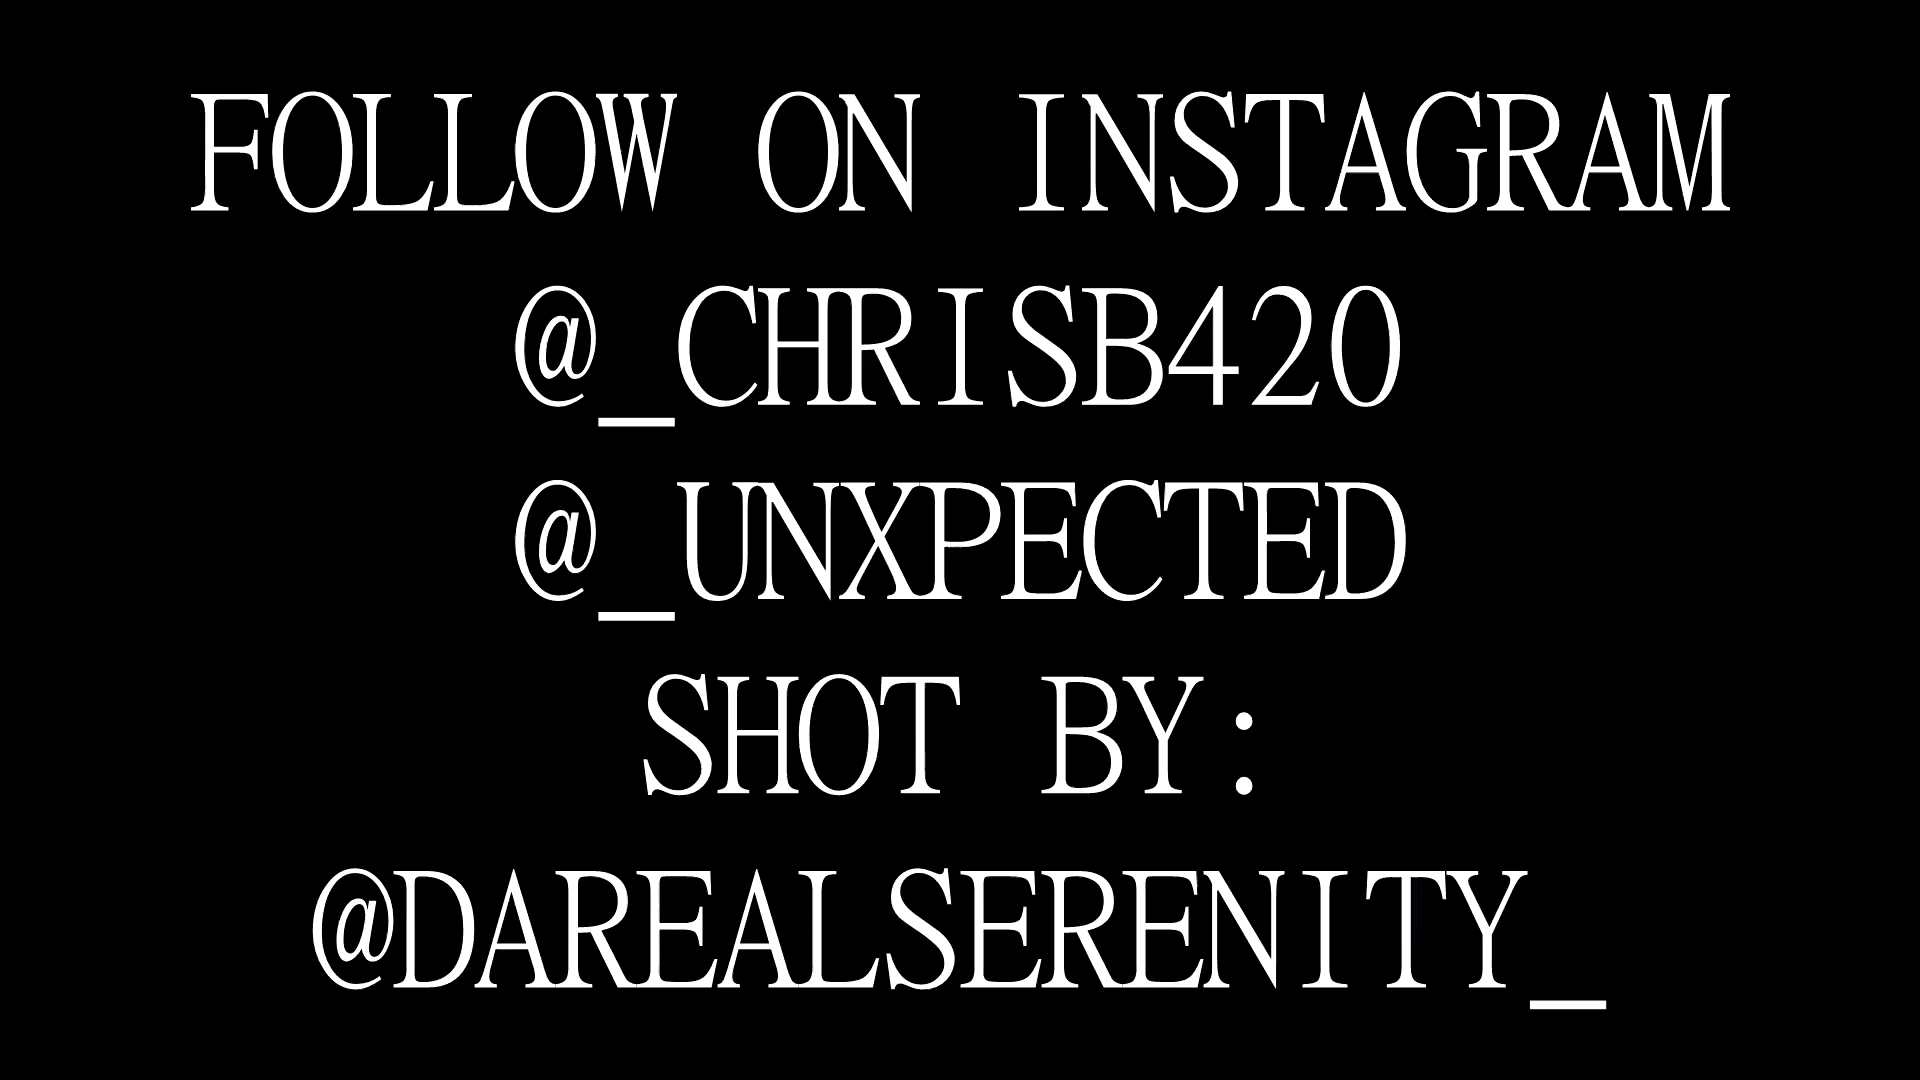 FOLLOW ON INSTAGRAM
@_CHRISB420
@_UNXPECTED
SHOT BY:
@DAREALSERENITY_